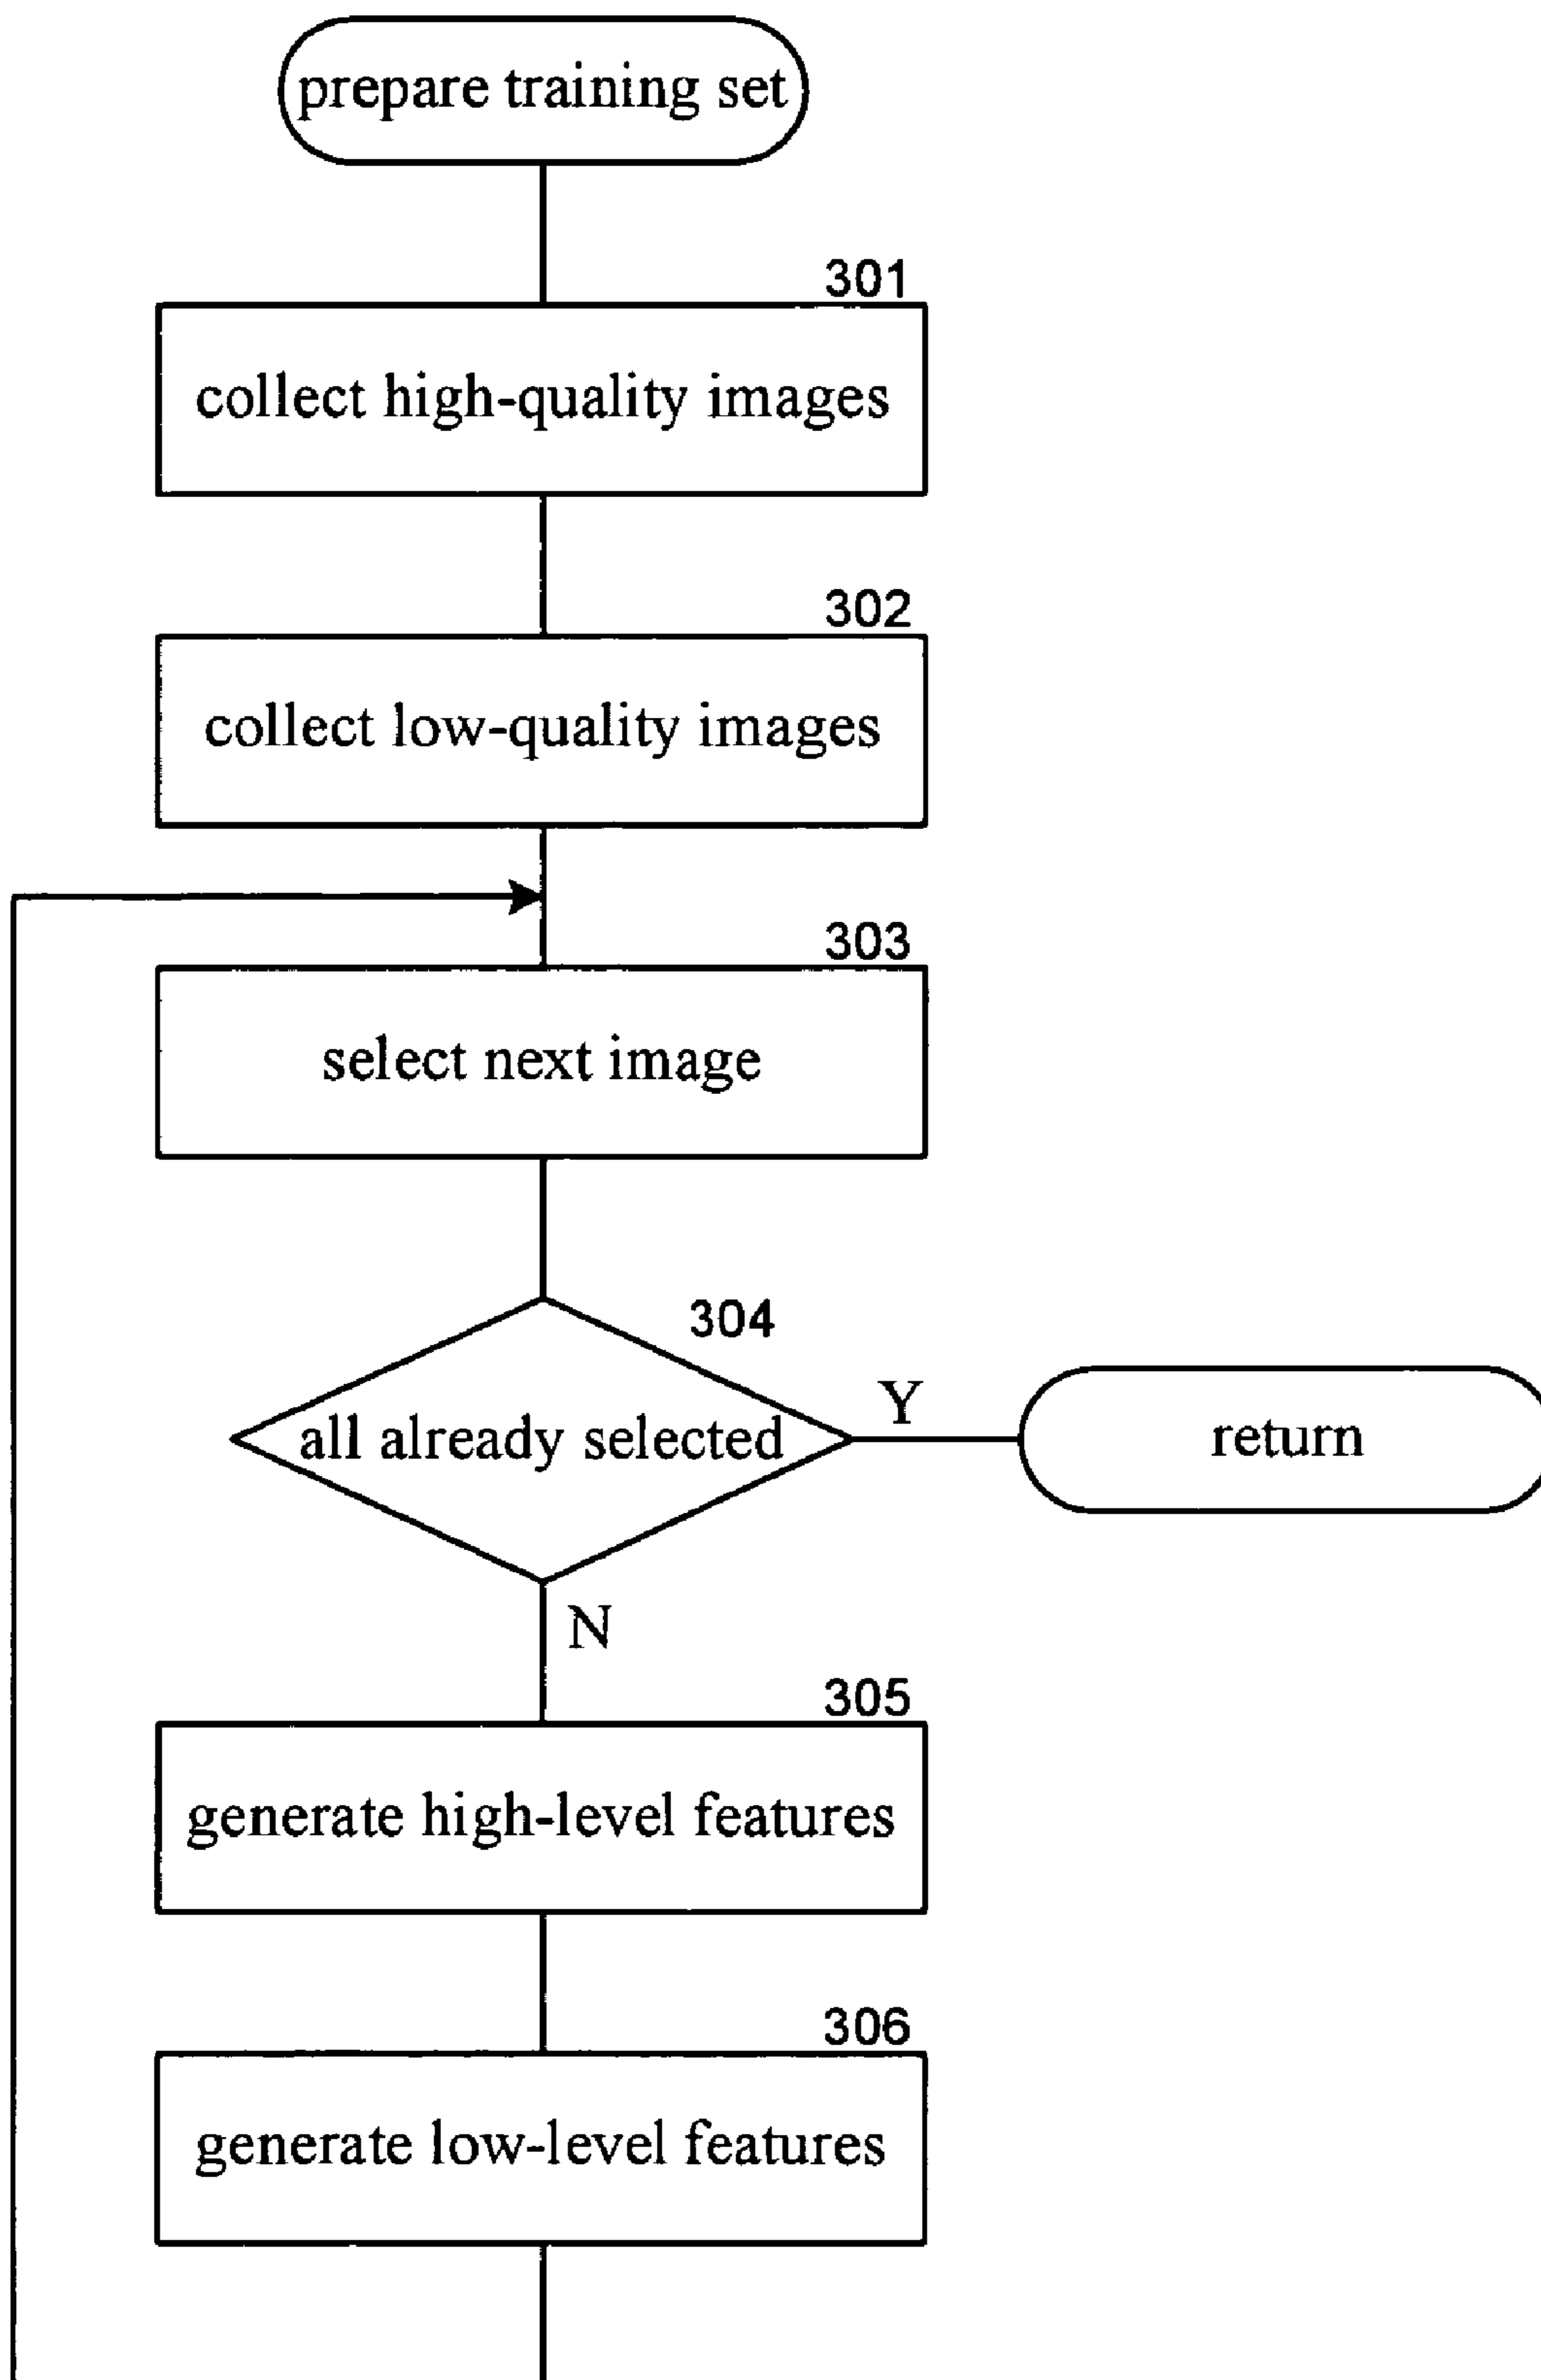 prepare training set
301
collect high-quality images
302
collect low-quality images
303
select next image
304
all already selected
Y
return
N
305
generate high-level features
306
generate low-level features